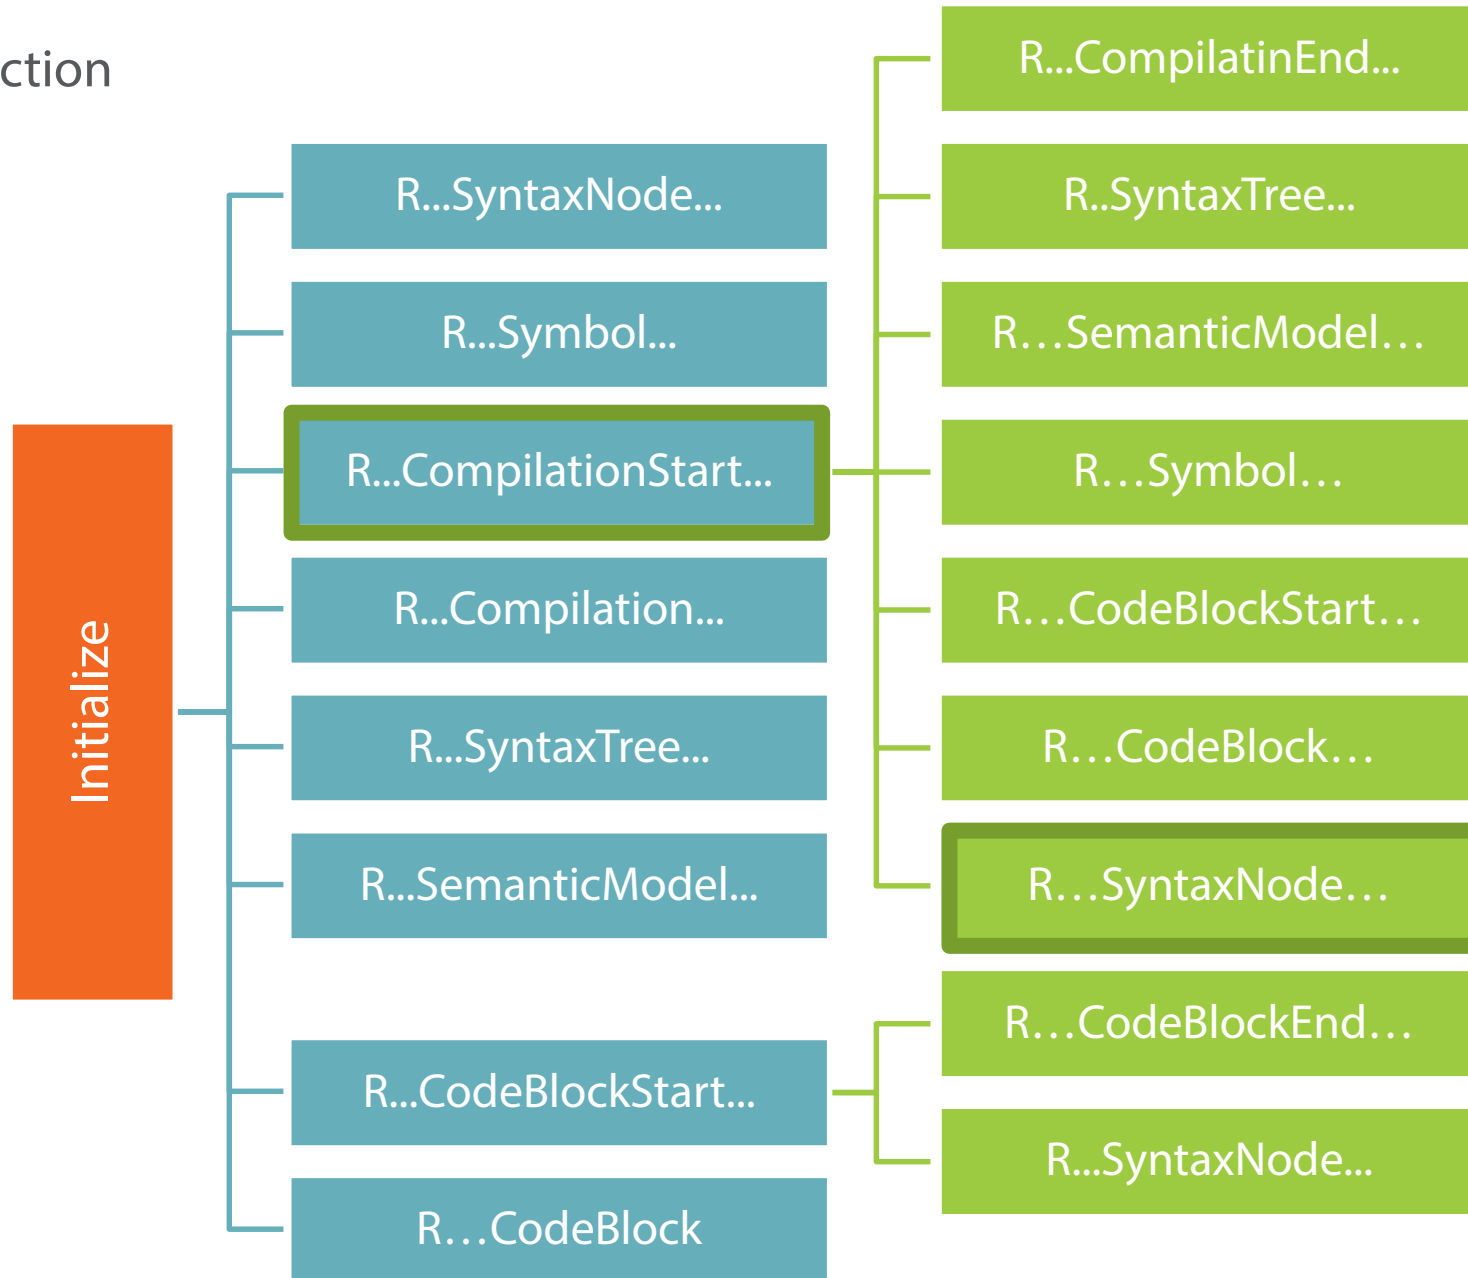 ction
Initialize
R...SyntaxNode...
R...Symbol...
R...CompilationStart...
R...Compilation...
R...SyntaxTree...
R...SemanticModel...
R...CodeBlockStart...
R…CodeBlock
R...CompilatinEnd...
R..SyntaxTree...
R…SemanticModel…
R…Symbol…
R…CodeBlockStart…
R…CodeBlock…
R…SyntaxNode…
R…CodeBlockEnd…
R...SyntaxNode...